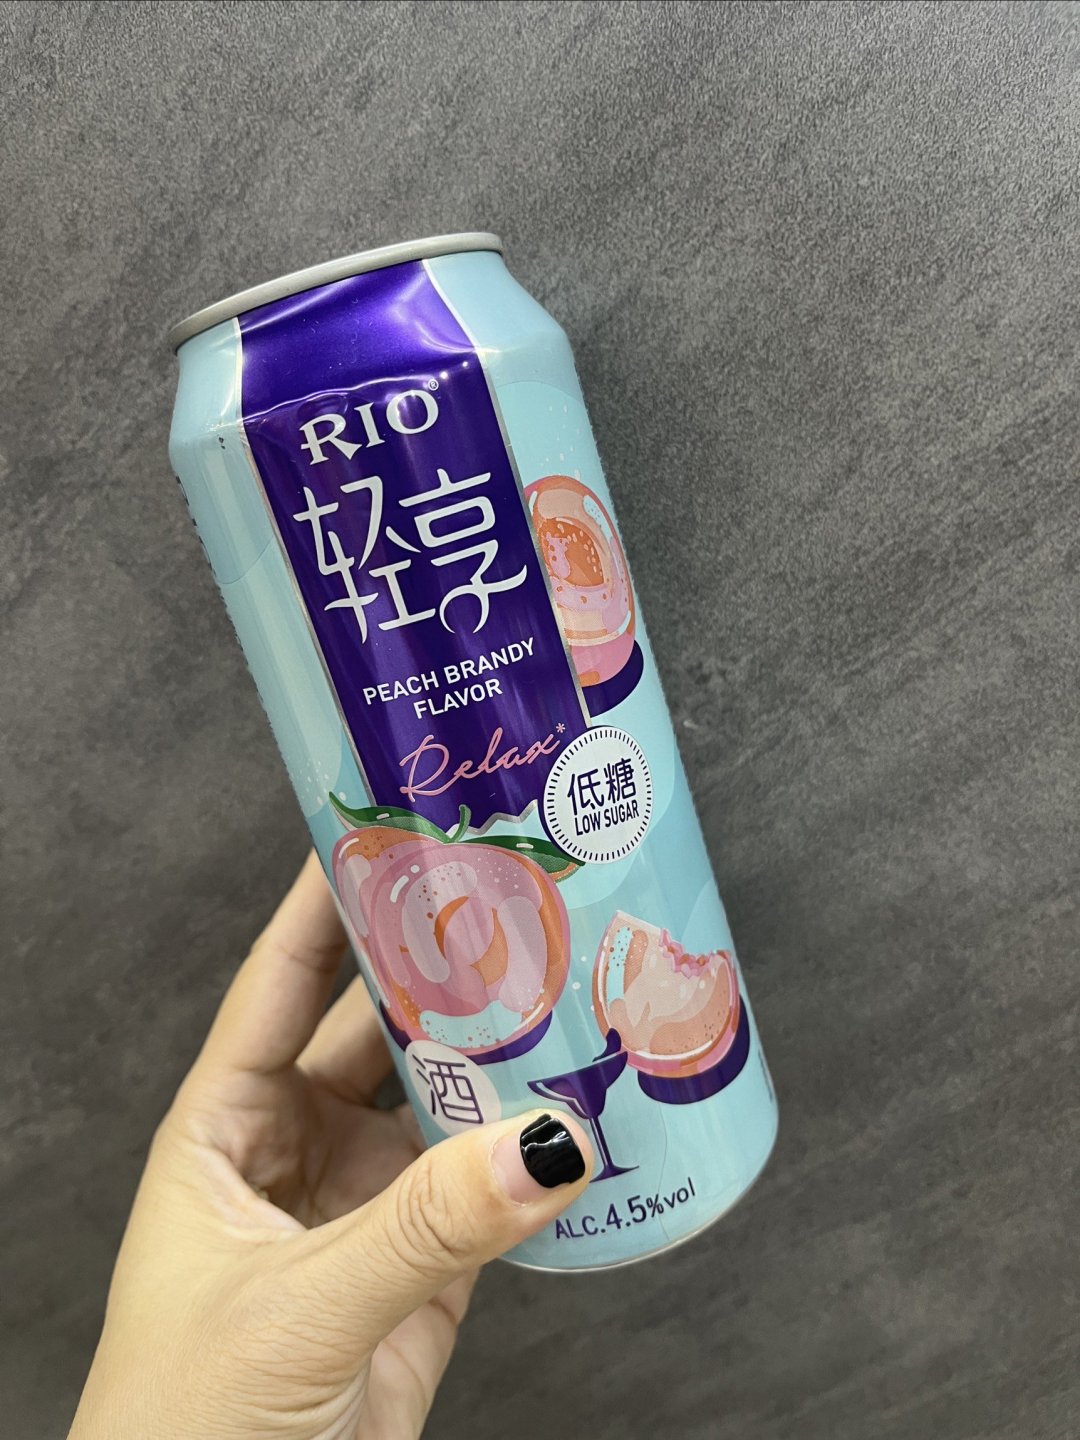 RIO®
轻享
PEACH BRANDY
FLAVOR
Relax*
低糖
LOW SUGAR
酒
ALC.4.5%vol